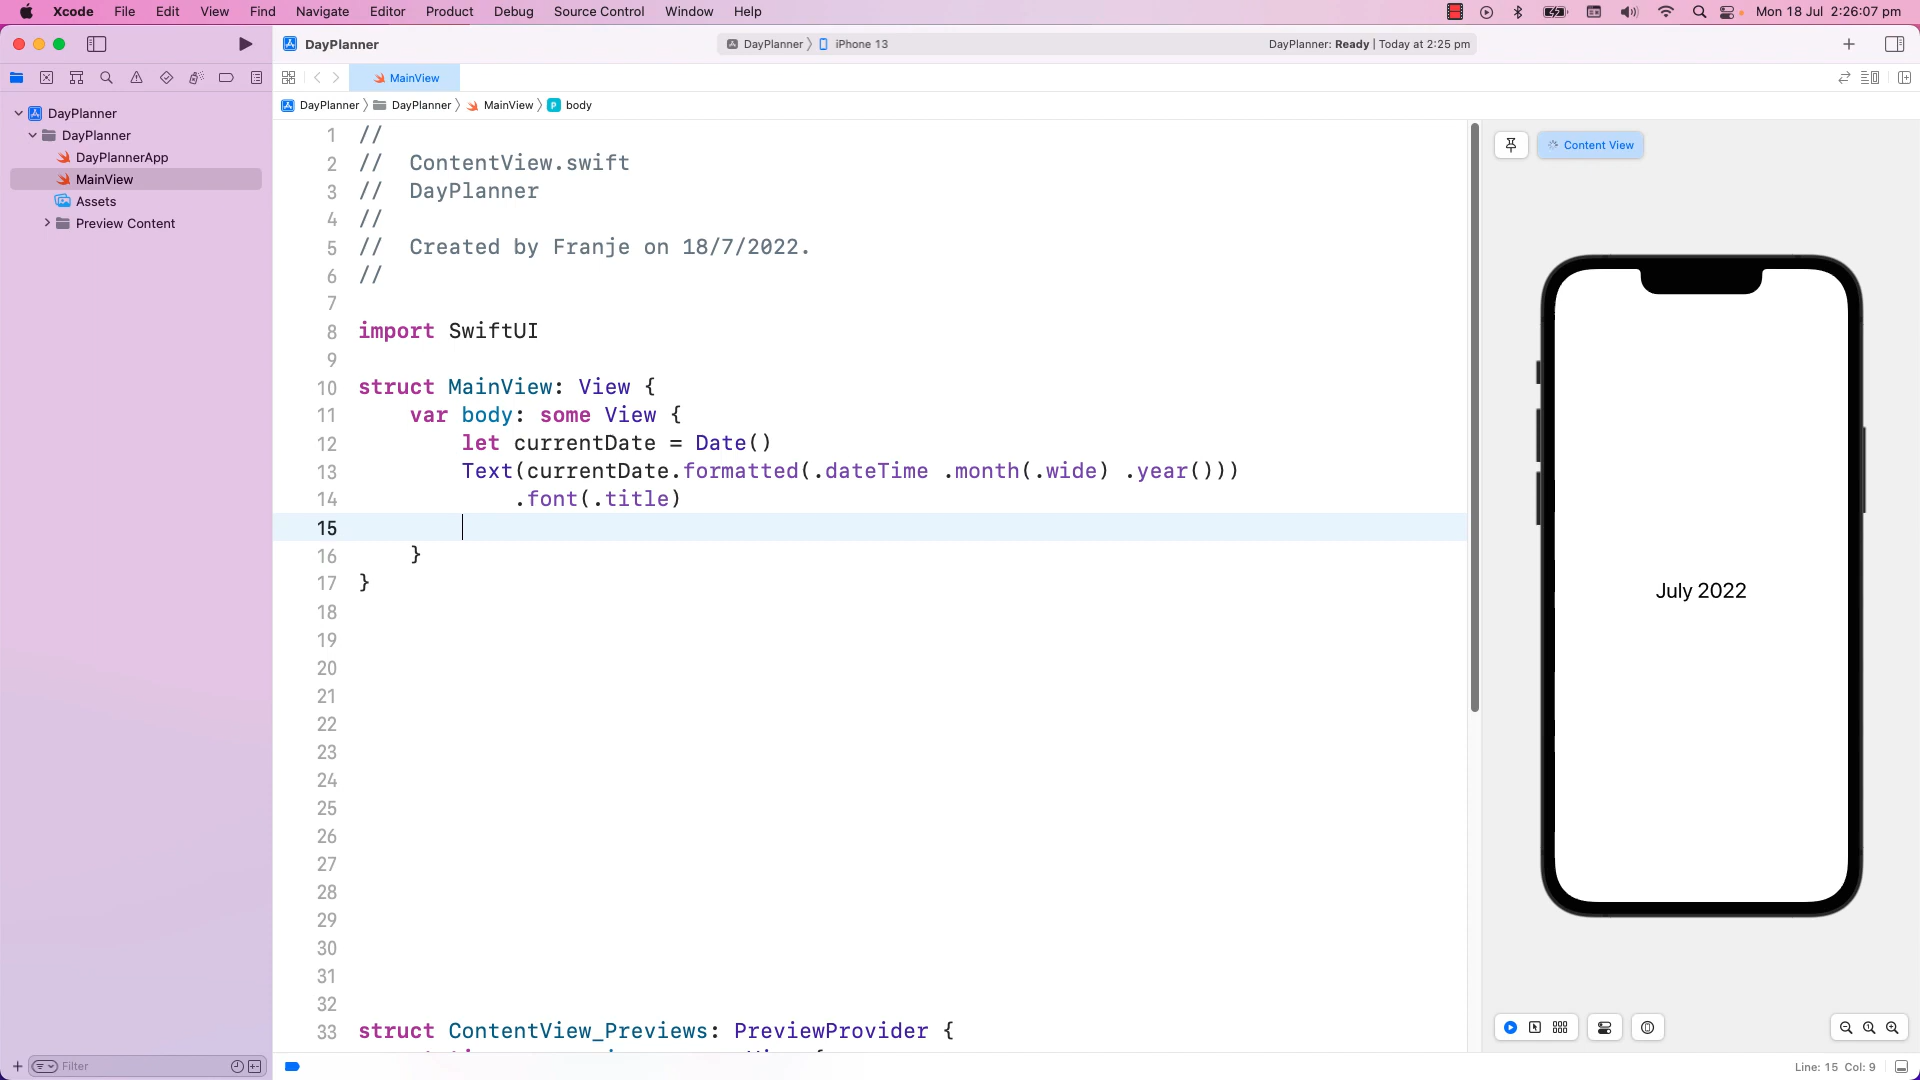 Xcode File Edit View Find Navigate Editor Product Debug Source Control Window Help Mon 18 Jul 2:26:07 pm
DayPlanner
DayPlanner 〉 iPhone 13 DayPlanner: Ready | Today at 2:25 pm
MainView
DayPlanner 〉 DayPlanner 〉 MainView 〉 P body
DayPlanner
DayPlanner
DayPlannerApp
MainView
Assets
Preview Content
1 //
2 //  ContentView.swift
3 //  DayPlanner
4 //
5 //  Created by Franje on 18/7/2022.
6 //
7
8 import SwiftUI
9
10 struct MainView: View {
11     var body: some View {
12         let currentDate = Date()
13         Text(currentDate.formatted(.dateTime .month(.wide) .year()))
14             .font(.title)
15
16     }
17 }
18
19
20
21
22
23
24
25
26
27
28
29
30
31
32
33 struct ContentView_Previews: PreviewProvider {
Content View
July 2022
Filter
Line: 15 Col: 9